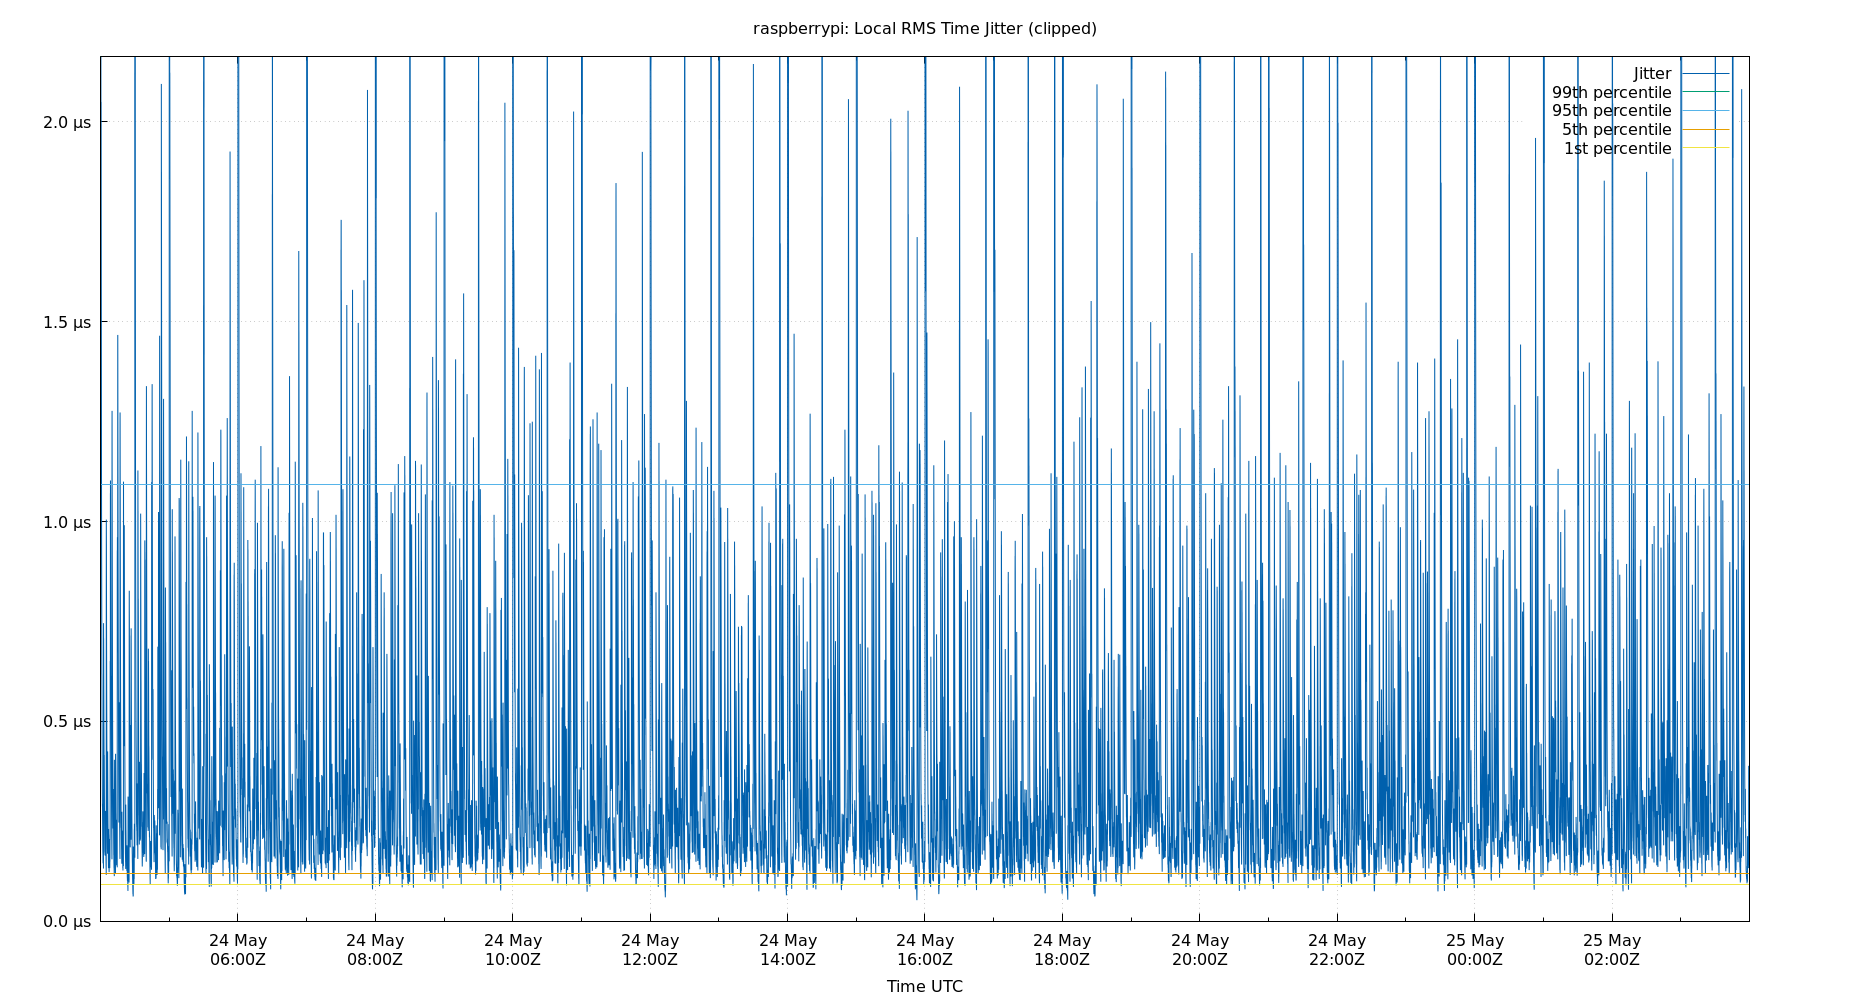 raspberrypi: Local RMS Time Jitter (clipped)
Jitter
99th percentile
95th percentile
5th percentile
1st percentile
2.0 μs
1.5 μs
1.0 μs
0.5 μs
0.0 μs
24 May 24 May 24 May 24 May 24 May 24 May 24 May 24 May 24 May 25 May 25 May
06:00Z 08:00Z 10:00Z 12:00Z 14:00Z 16:00Z 18:00Z 20:00Z 22:00Z 00:00Z 02:00Z
Time UTC